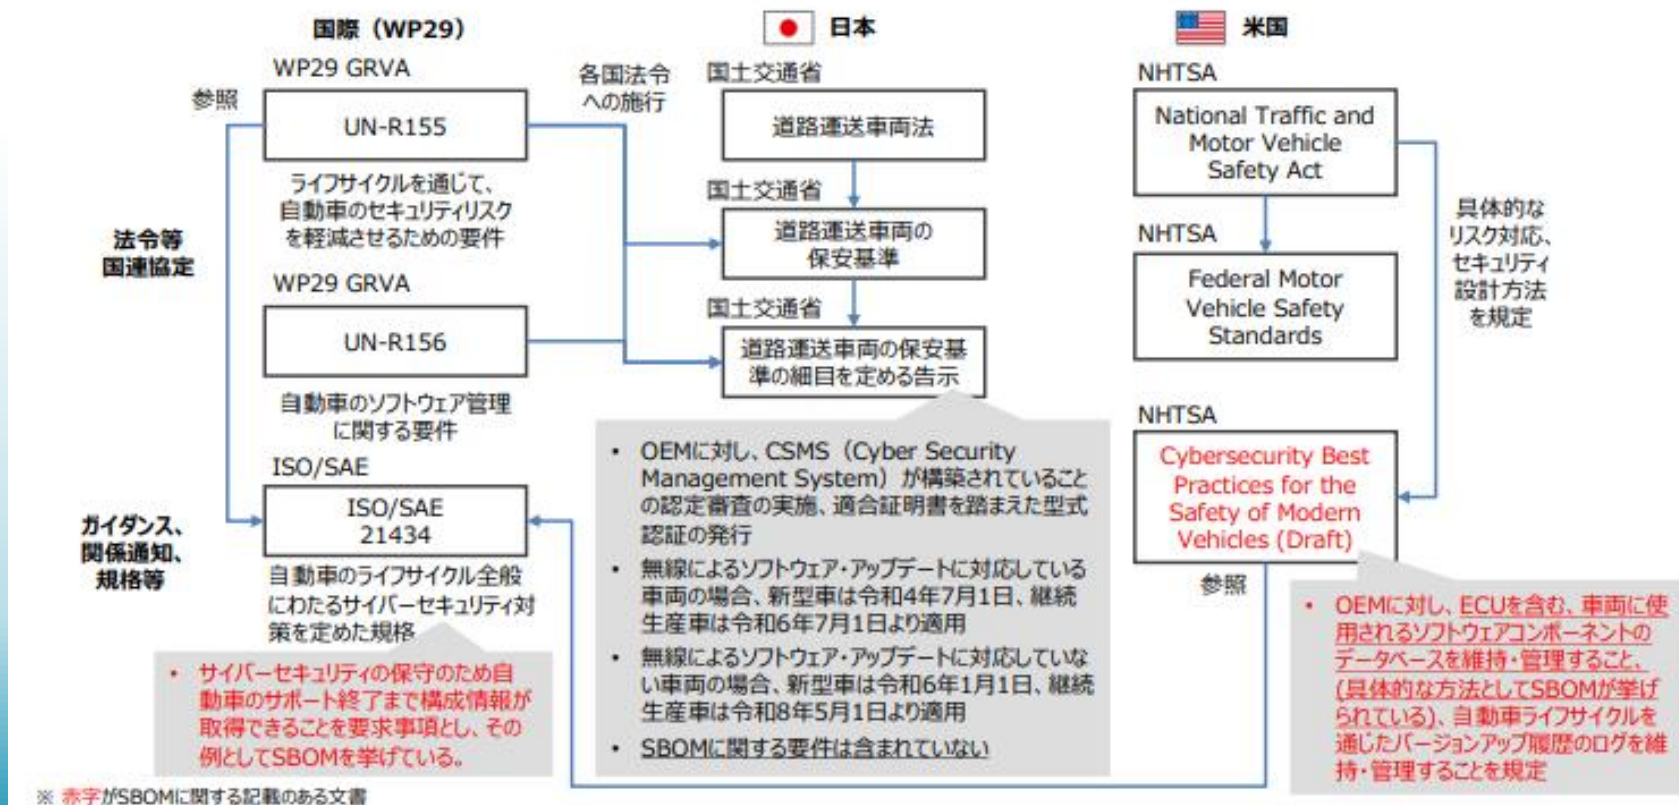 国際（WP29）
WP29 GRVA
参照
UN-R155
ライフサイクルを通じて、
自動車のセキュリティリスク
を軽減させるための要件
法令等
国連協定
WP29 GRVA
UN-R156
自動車のソフトウェア管理
に関する要件
ISO/SAE
ISO/SAE
21434
ガイダンス、
関係通知、
規格等
自動車のライフサイクル全般
にわたるサイバーセキュリティ対
策を定めた規格
• サイバーセキュリティの保守のため自
動車のサポート終了まで構成情報が
取得できることを要求事項とし、その
例としてSBOMを挙げている。
各国法令
への施行
日本
国土交通省
道路運送車両法
国土交通省
道路運送車両の
保安基準
国土交通省
道路運送車両の保安基
準の細目を定める告示
• OEMに対し、CSMS（Cyber Security
Management System）が構築されていること
の認定審査の実施、適合証明書を踏まえた型式
認証の発行
• 無線によるソフトウェア・アップデートに対応している
車両の場合、新型車は令和4年7月1日、継続
生産車は令和6年7月1日より適用
• 無線によるソフトウェア・アップデートに対応していな
い車両の場合、新型車は令和6年1月1日、継続
生産車は令和8年5月1日より適用
• SBOMに関する要件は含まれていない
米国
NHTSA
National Traffic and
Motor Vehicle
Safety Act
NHTSA
Federal Motor
Vehicle Safety
Standards
具体的な
リスク対応、
セキュリティ
設計方法
を規定
NHTSA
Cybersecurity Best
Practices for the
Safety of Modern
Vehicles (Draft)
参照
• OEMに対し、ECUを含む、車両に使
用されるソフトウェアコンポーネントの
データベースを維持・管理すること、
(具体的な方法としてSBOMが挙げ
られている)、自動車ライフサイクルを
通じたバージョンアップ履歴のログを維
持・管理することを規定
※ 赤字がSBOMに関する記載のある文書